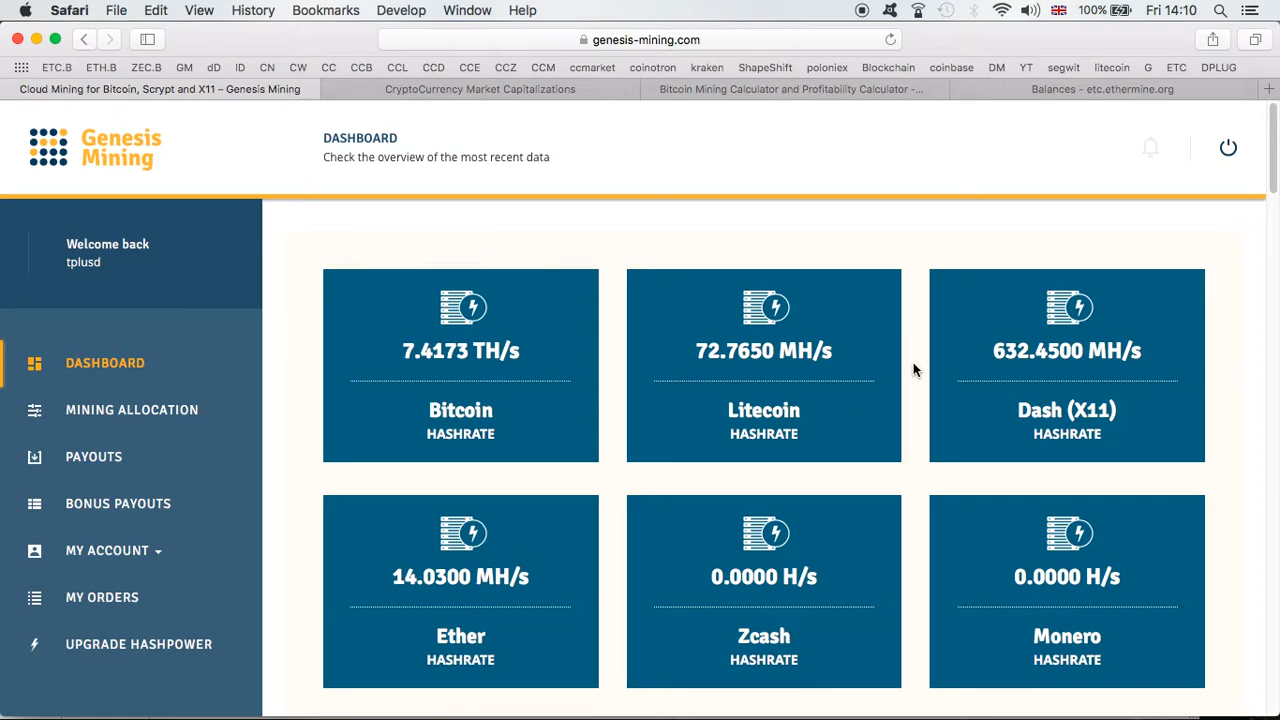 Safari File Edit View History Bookmarks Develop Window Help 100% Fri 14:10
genesis-mining.com
ETC.B ETH.B ZEC.B GM dD ID CN CW CC CCB CCL CCD CCE CCZ CCM ccmarket coinotron kraken ShapeShift poloniex Blockchain coinbase DM YT segwit litecoin G ETC DPLUG
Cloud Mining for Bitcoin, Scrypt and X11 – Genesis Mining CryptoCurrency Market Capitalizations Bitcoin Mining Calculator and Profitability Calculator -... Balances - etc.ethermine.org
Genesis
Mining
DASHBOARD
Check the overview of the most recent data
Welcome back
tplusd
DASHBOARD
MINING ALLOCATION
PAYOUTS
BONUS PAYOUTS
MY ACCOUNT
MY ORDERS
UPGRADE HASHPOWER
7.4173 TH/s
Bitcoin
HASHRATE
72.7650 MH/s
Litecoin
HASHRATE
632.4500 MH/s
Dash (X11)
HASHRATE
14.0300 MH/s
Ether
HASHRATE
0.0000 H/s
Zcash
HASHRATE
0.0000 H/s
Monero
HASHRATE